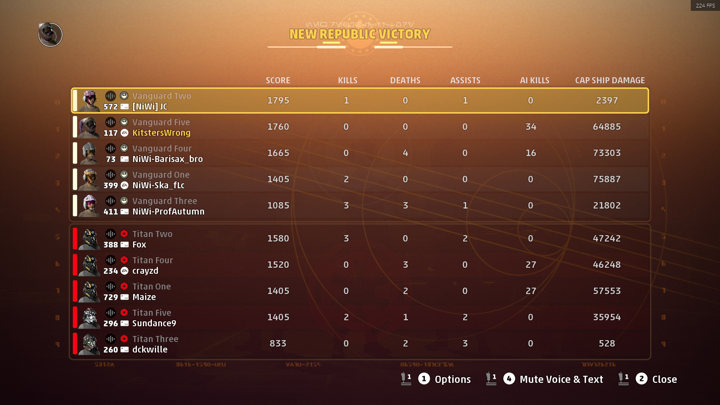 224 FPS
NEW REPUBLIC VICTORY
SCORE KILLS DEATHS ASSISTS AI KILLS CAP SHIP DAMAGE
Vanguard Two
572 [NiWi] JC 1795 1 0 1 0 2397
Vanguard Five
117 KitstersWrong 1760 0 0 0 34 64885
Vanguard Four
73 NiWi-Barisax_bro 1665 0 4 0 16 73303
Vanguard One
399 NiWi-Ska_fLc 1405 2 0 0 0 75887
Vanguard Three
411 NiWi-ProfAutumn 1085 3 3 1 0 21802
Titan Two
388 Fox 1580 3 0 2 0 47242
Titan Four
234 crayzd 1520 0 3 0 27 46248
Titan One
729 Maize 1405 0 2 0 27 57553
Titan Five
296 Sundance9 1405 2 1 2 0 35954
Titan Three
260 dckwille 833 0 2 3 0 528
1 1 Options 1 4 Mute Voice & Text 1 2 Close